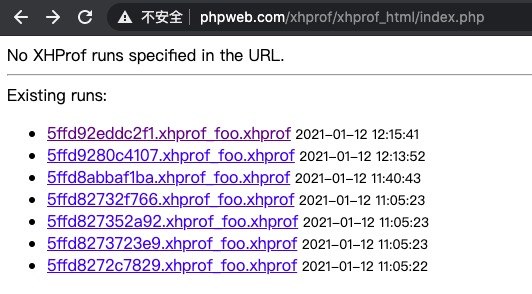 不安全 | phpweb.com/xhprof/xhprof_html/index.php
No XHProf runs specified in the URL.
Existing runs:
5ffd92eddc2f1.xhprof_foo.xhprof 2021-01-12 12:15:41
5ffd9280c4107.xhprof_foo.xhprof 2021-01-12 12:13:52
5ffd8abbaf1ba.xhprof_foo.xhprof 2021-01-12 11:40:43
5ffd82732f766.xhprof_foo.xhprof 2021-01-12 11:05:23
5ffd827352a92.xhprof_foo.xhprof 2021-01-12 11:05:23
5ffd8273723e9.xhprof_foo.xhprof 2021-01-12 11:05:23
5ffd8272c7829.xhprof_foo.xhprof 2021-01-12 11:05:22